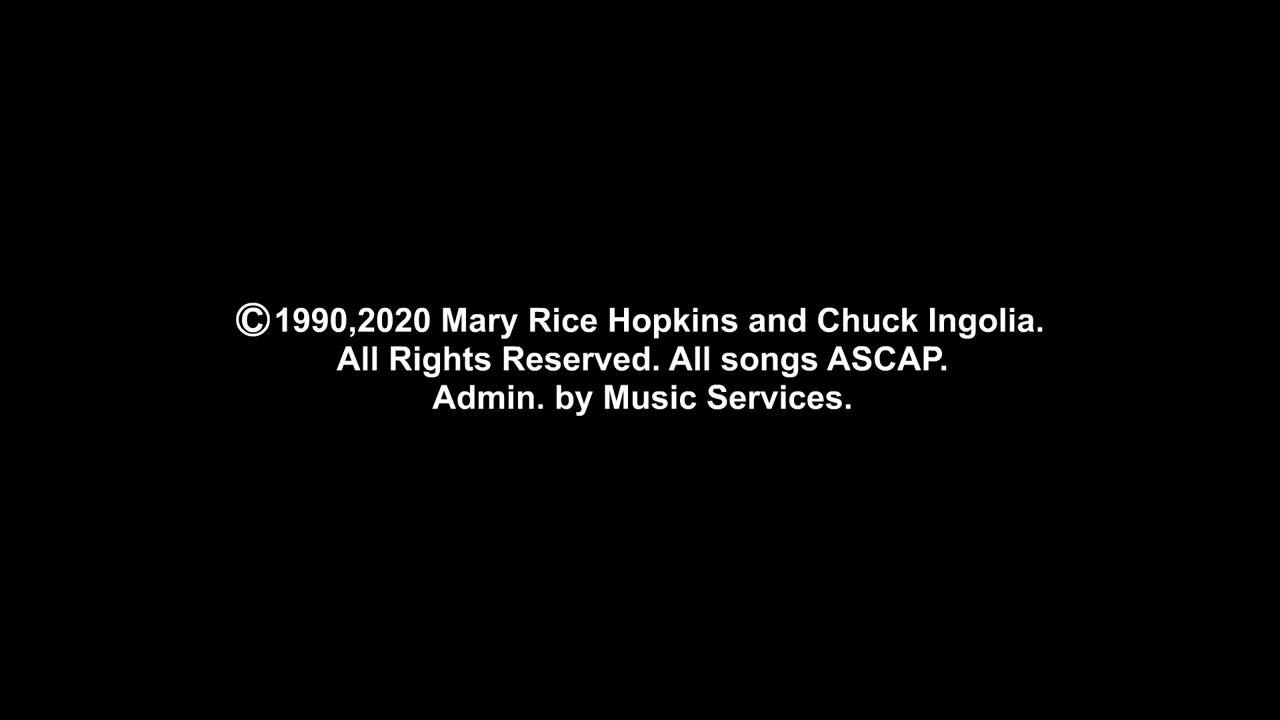 ©1990,2020 Mary Rice Hopkins and Chuck Ingolia.
All Rights Reserved. All songs ASCAP.
Admin. by Music Services.